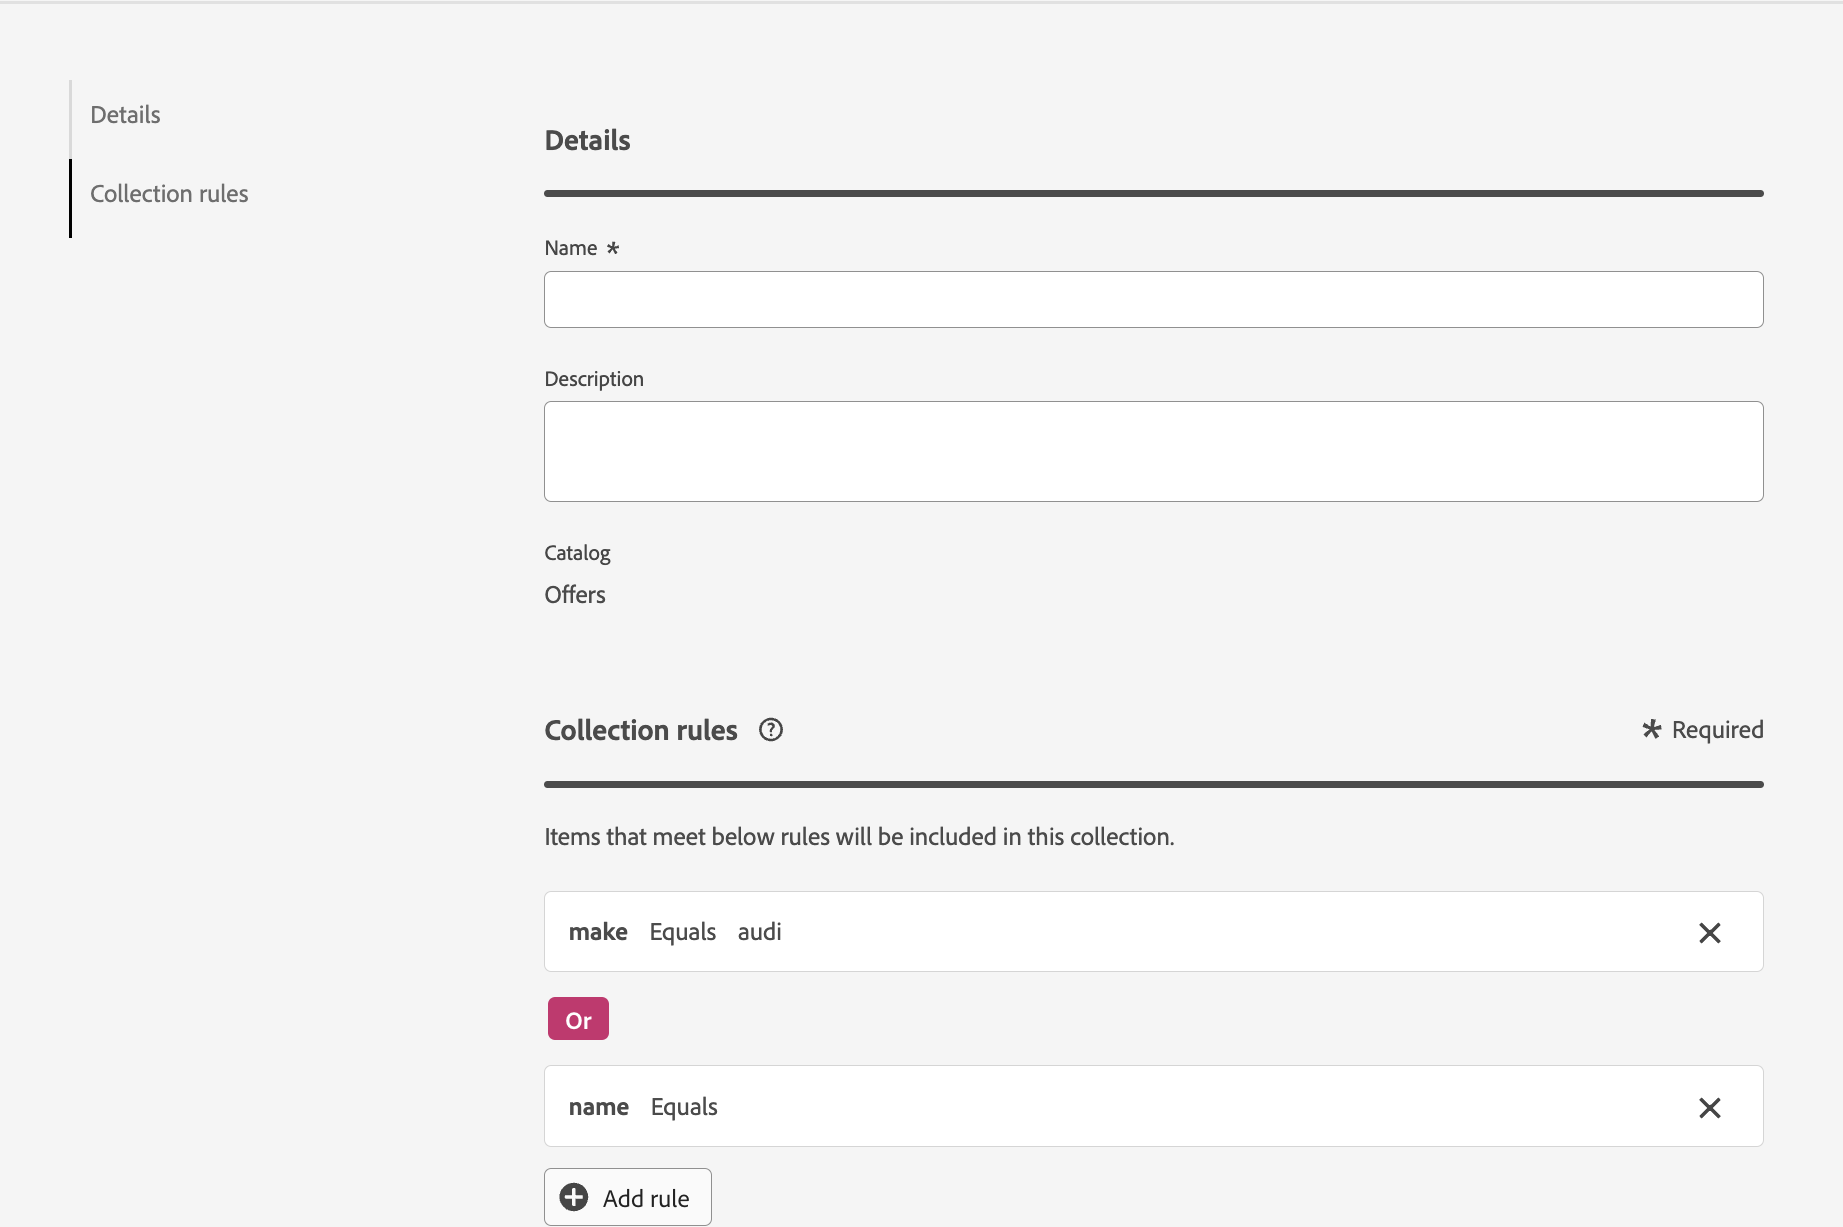 Details
Collection rules
Details
Name *
Description
Catalog
Offers
Collection rules ?
* Required
Items that meet below rules will be included in this collection.
make Equals audi
Or
name Equals
Add rule